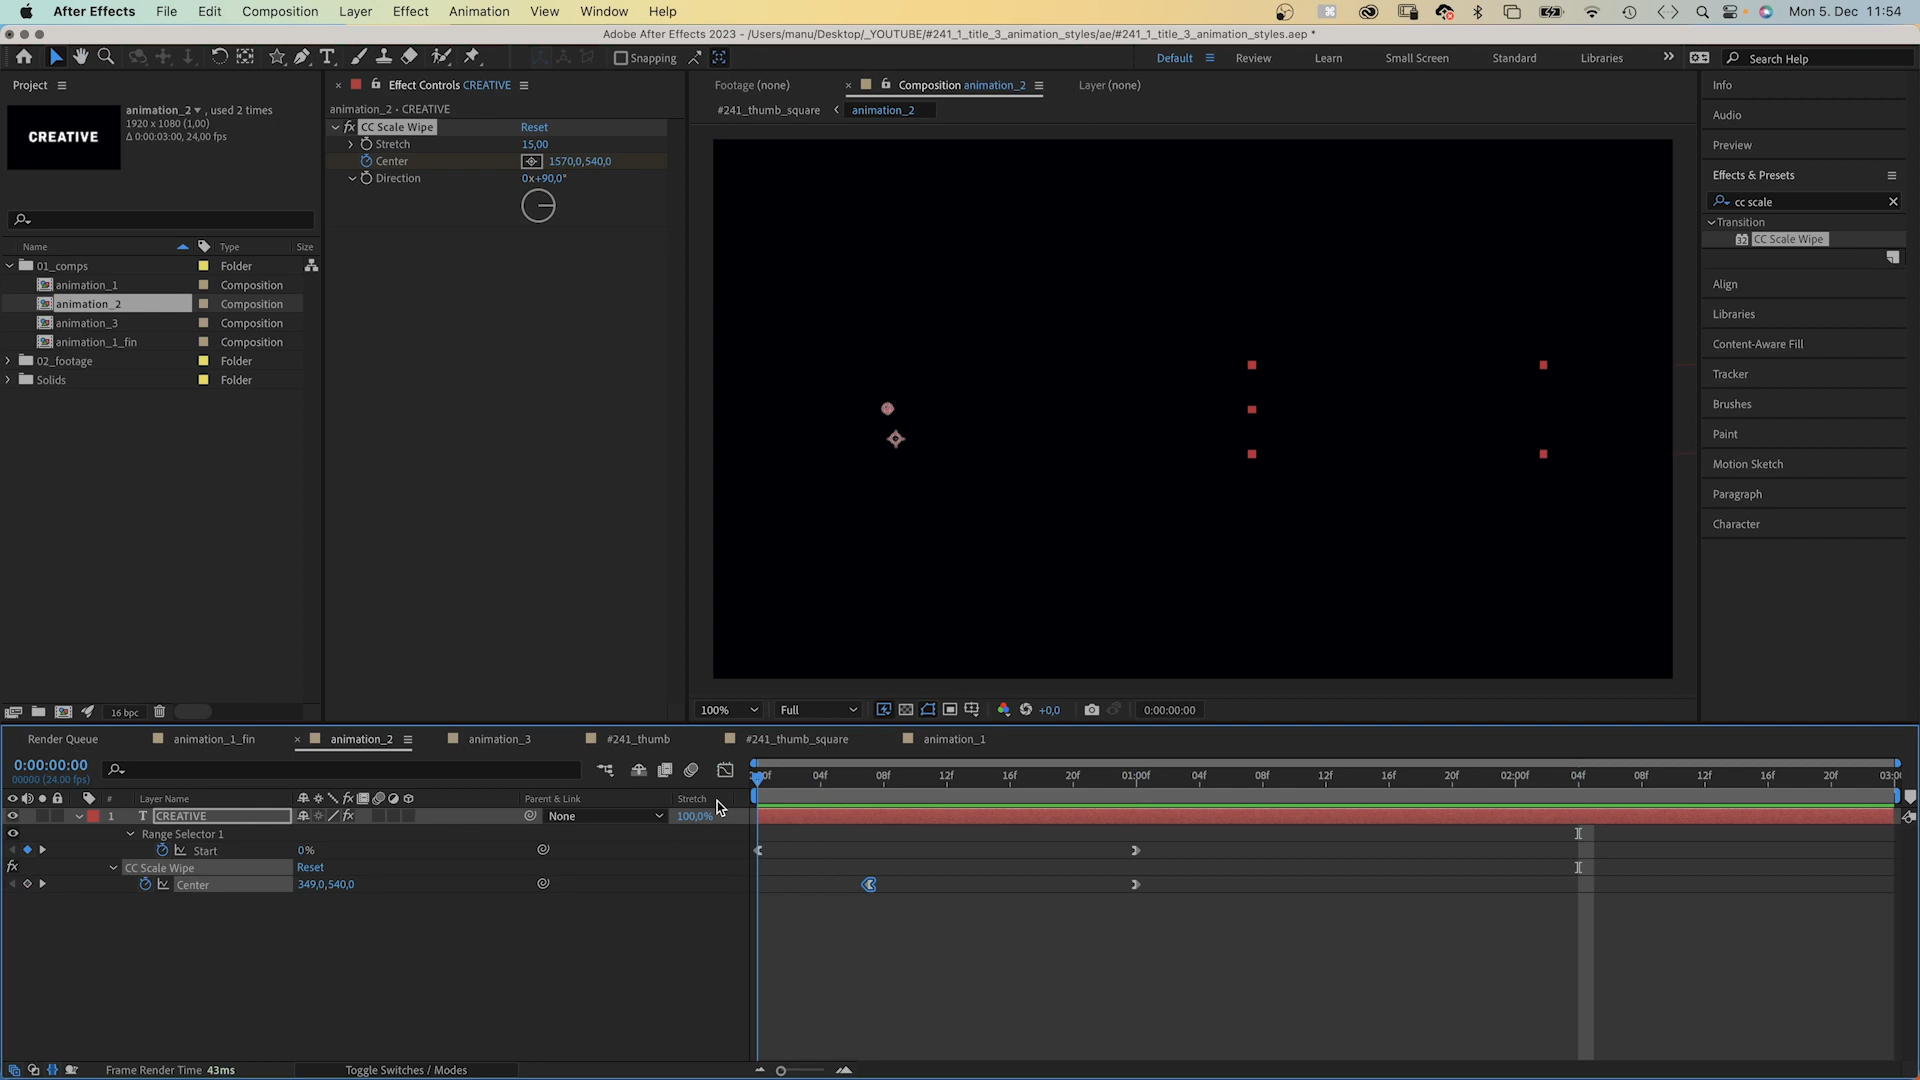 After Effects File Edit Composition Layer Effect Animation View Window Help Mon 5. Dec 11:54
Adobe After Effects 2023 - /Users/manu/Desktop/_YOUTUBE/#241_1_title_3_animation_styles/ae/#241_1_title_3_animation_styles.aep *
Snapping Default Review Learn Small Screen Standard Libraries Search Help
Project
animation_2 , used 2 times
1920 x 1080 (1,00)
Δ 0:00:03:00, 24,00 fps
CREATIVE
Name Type Size
01_comps Folder
animation_1 Composition
animation_2 Composition
animation_3 Composition
animation_1_fin Composition
02_footage Folder
Solids Folder
16 bpc
Effect Controls CREATIVE
animation_2 • CREATIVE
fx CC Scale Wipe Reset
Stretch 15,00
Center 1570,0,540,0
Direction 0x+90,0°
Footage (none) Composition animation_2 Layer (none)
#241_thumb_square animation_2
100% Full +0,0 0:00:00:00
Info
Audio
Preview
Effects & Presets
cc scale
Transition
32 CC Scale Wipe
Align
Libraries
Content-Aware Fill
Tracker
Brushes
Paint
Motion Sketch
Paragraph
Character
Render Queue animation_1_fin animation_2 animation_3 #241_thumb #241_thumb_square animation_1
0:00:00:00
00000 (24.00 fps)
04f 08f 12f 16f 20f 01:00f 04f 08f 12f 16f 20f 02:00f 04f 08f 12f 16f 20f
# Layer Name fx Parent & Link Stretch
1 T CREATIVE fx None 100,0%
Range Selector 1
Start 0%
fx CC Scale Wipe Reset
Center 349,0,540,0
Frame Render Time 43ms Toggle Switches / Modes